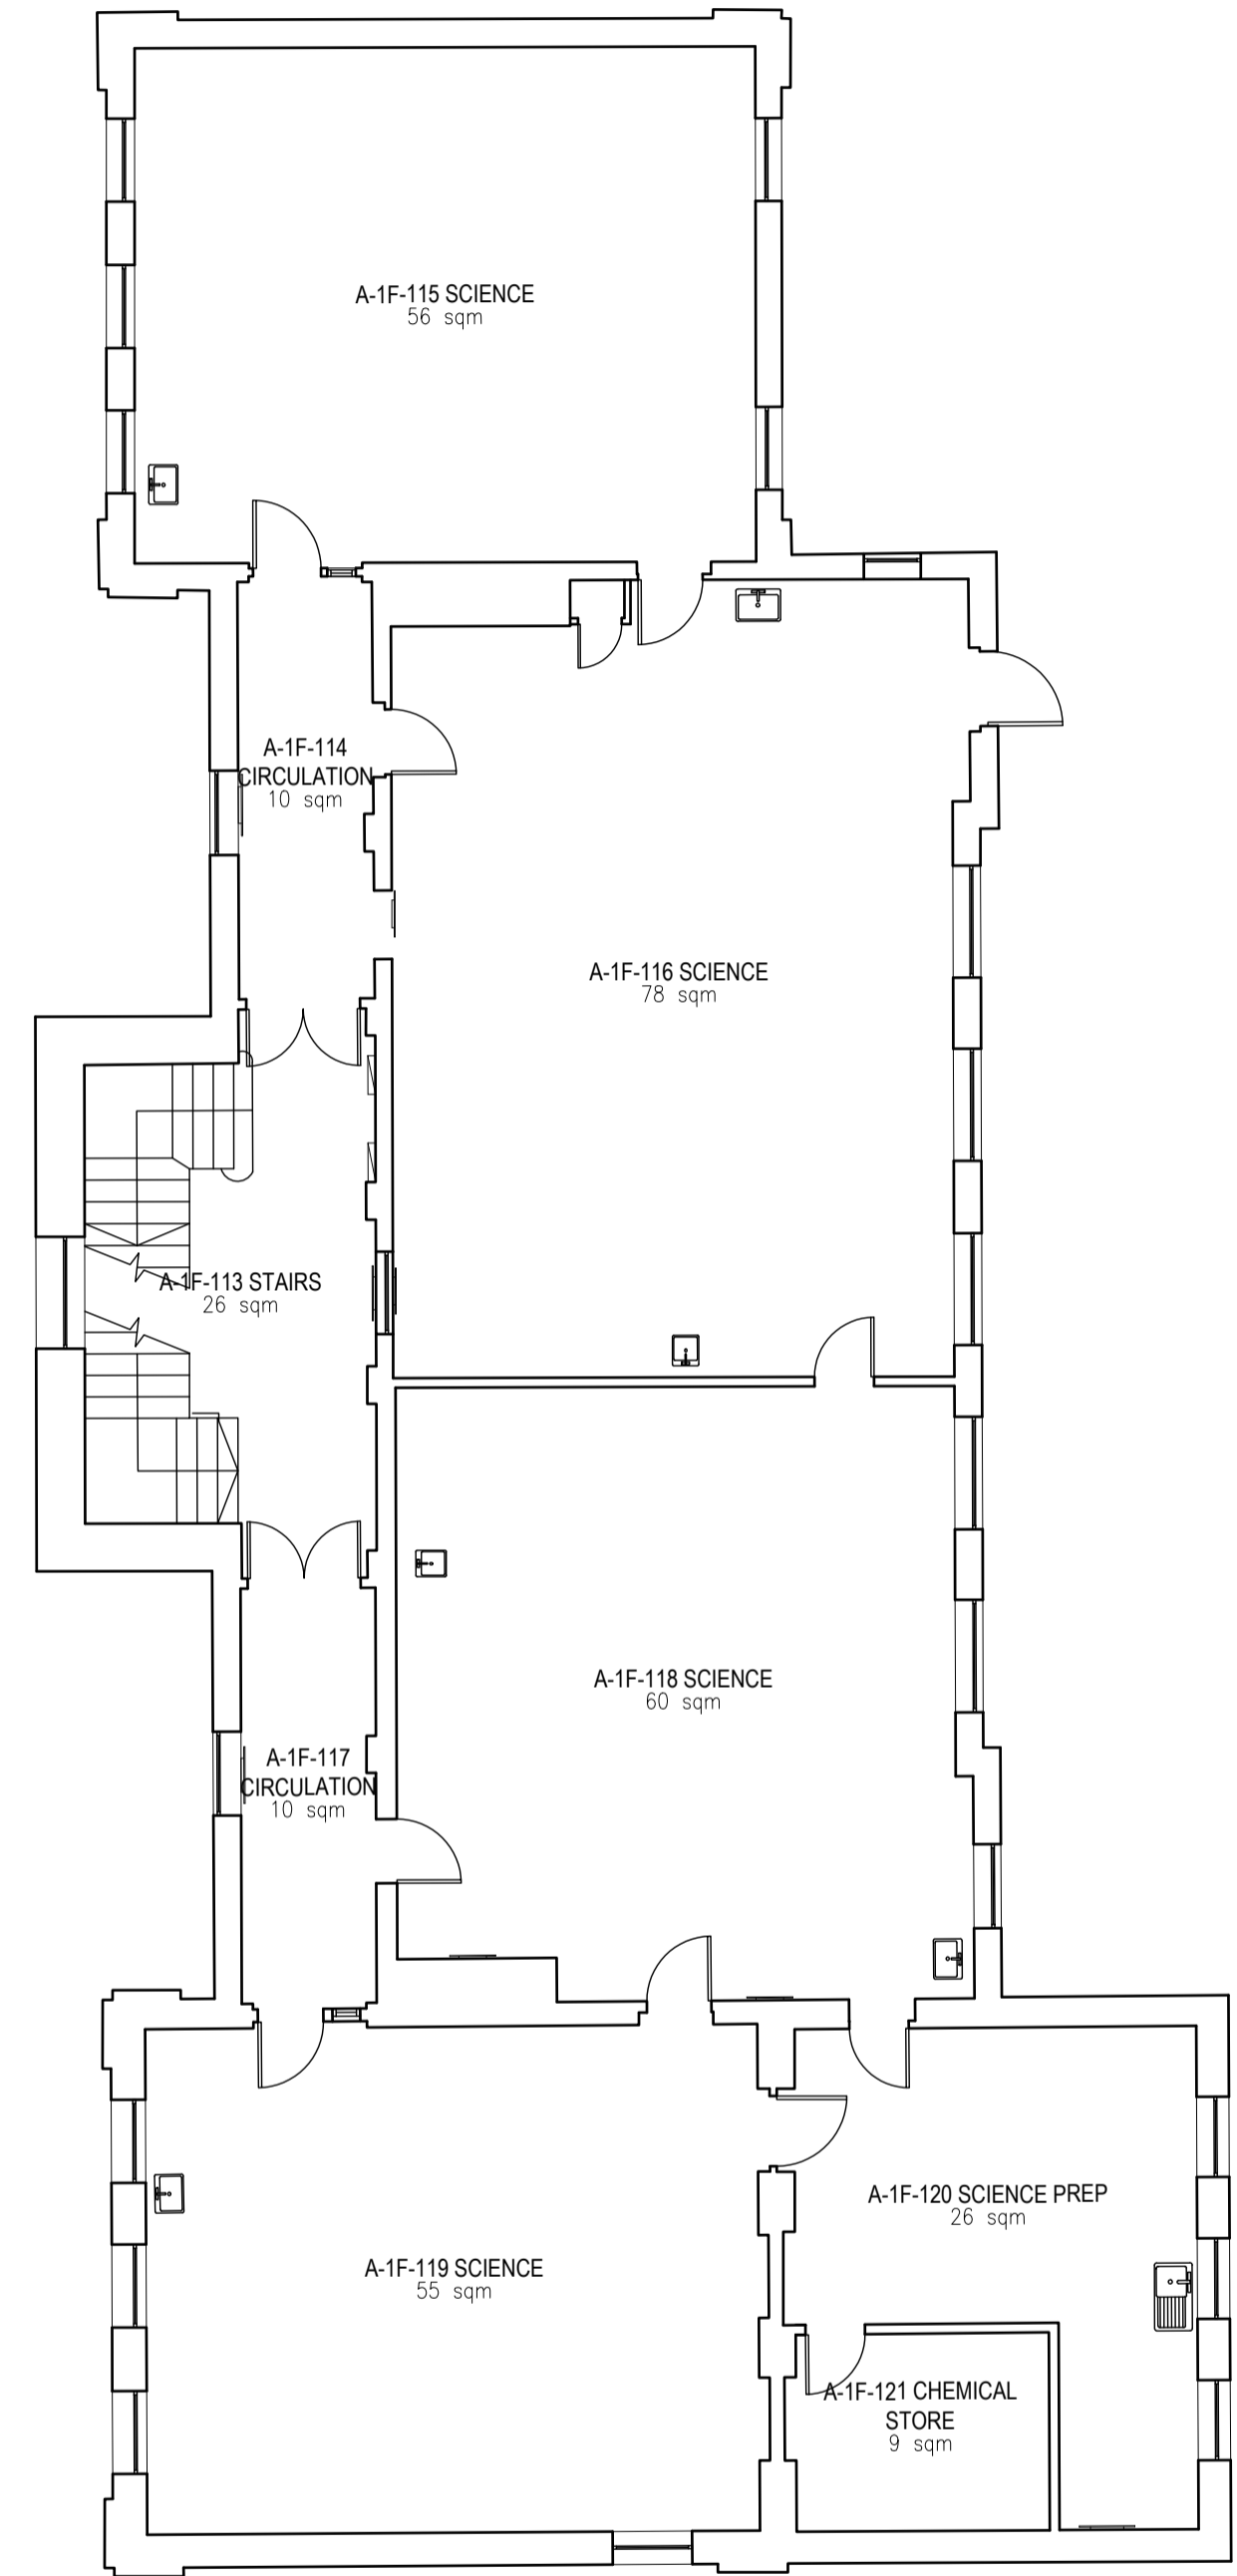 A-1F-115 SCIENCE
56 sqm
A-1F-114
CIRCULATION
10 sqm
A-1F-116 SCIENCE
78 sqm
A-1F-113 STAIRS
26 sqm
A-1F-118 SCIENCE
60 sqm
A-1F-117
CIRCULATION
10 sqm
A-1F-120 SCIENCE PREP
26 sqm
A-1F-119 SCIENCE
55 sqm
A-1F-121 CHEMICAL
STORE
9 sqm